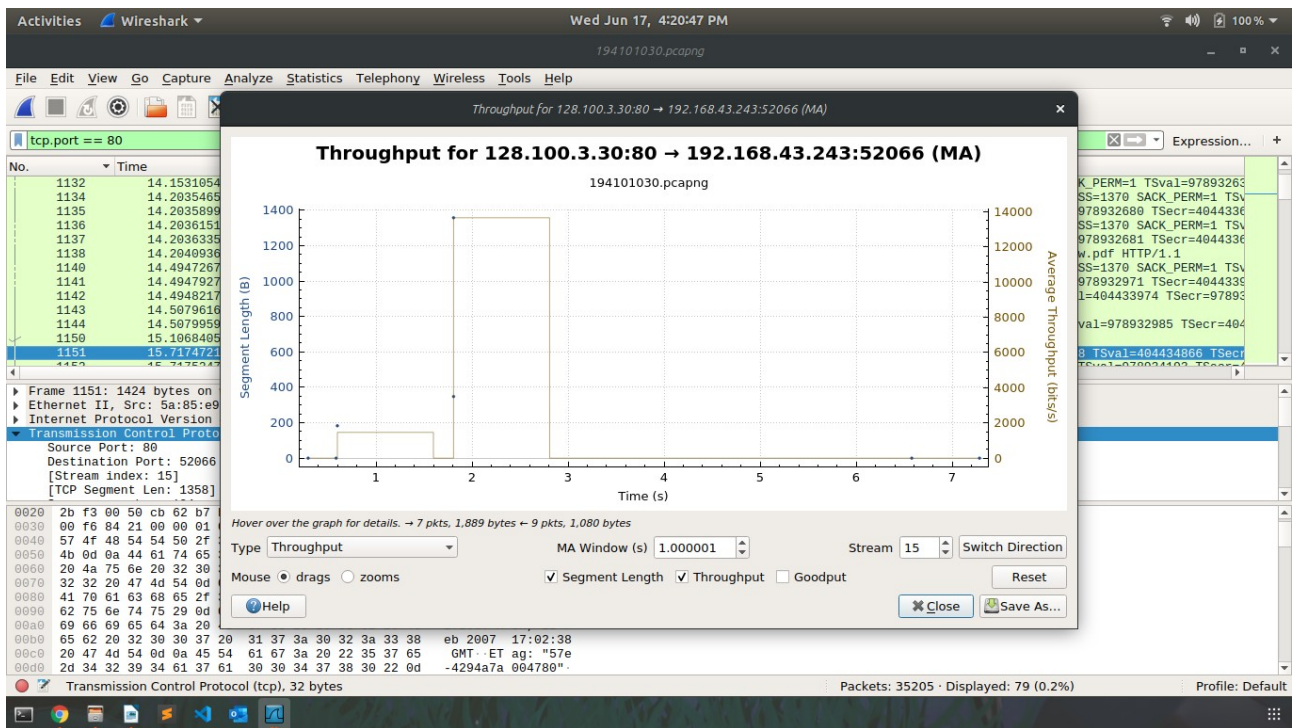 Activities Wireshark Wed Jun 17, 4:20:47 PM 100 %
194101030.pcapng
File Edit View Go Capture Analyze Statistics Telephony Wireless Tools Help
Throughput for 128.100.3.30:80 → 192.168.43.243:52066 (MA)
tcp.port == 80 Expression... +
Throughput for 128.100.3.30:80 → 192.168.43.243:52066 (MA)
194101030.pcapng
No. Time
1132 14.1531054 K_PERM=1 TSval=97893263
1134 14.2035465 SS=1370 SACK_PERM=1 TSv
1135 14.2035899 978932680 TSecr=4044336
1136 14.2036151 SS=1370 SACK_PERM=1 TSv
1137 14.2036335 978932681 TSecr=4044336
1138 14.2040936 w.pdf HTTP/1.1
1140 14.4947267 SS=1370 SACK_PERM=1 TSv
1141 14.4947927 978932971 TSecr=4044339
1142 14.4948217 l=404433974 TSecr=97893
1143 14.5079616
1144 14.5079959 val=978932985 TSecr=404
1150 15.1068405
1151 15.7174721 8 TSval=404434866 TSecr
Segment Length (B)
1400
1200
1000
800
600
400
200
0
14000
12000
10000
8000
6000
4000
2000
0
Average Throughput (bits/s)
1 2 3 4 5 6 7
Time (s)
Frame 1151: 1424 bytes on
Ethernet II, Src: 5a:85:e9
Internet Protocol Version
Transmission Control Proto
Source Port: 80
Destination Port: 52066
[Stream index: 15]
[TCP Segment Len: 1358]
Hover over the graph for details. → 7 pkts, 1,889 bytes ← 9 pkts, 1,080 bytes
Type Throughput MA Window (s) 1.000001 Stream 15 Switch Direction
Mouse drags zooms Segment Length Throughput Goodput Reset
Help Close Save As...
0020 2b f3 00 50 cb 62 b7
0030 00 f6 84 21 00 00 01
0040 57 4f 48 54 54 50 2f
0050 4b 0d 0a 44 61 74 65
0060 20 4a 75 6e 20 32 30
0070 32 32 20 47 4d 54 0d
0080 41 70 61 63 68 65 2f
0090 62 75 6e 74 75 29 0d
00a0 69 66 69 65 64 3a 20
00b0 65 62 20 32 30 30 37 20 31 37 3a 30 32 3a 33 38 eb 2007 17:02:38
00c0 20 47 4d 54 0d 0a 45 54 61 67 3a 20 22 35 37 65 GMT··ET ag: "57e
00d0 2d 34 32 39 34 61 37 61 30 30 34 37 38 30 22 0d -4294a7a 004780"·
Transmission Control Protocol (tcp), 32 bytes Packets: 35205 · Displayed: 79 (0.2%) Profile: Default